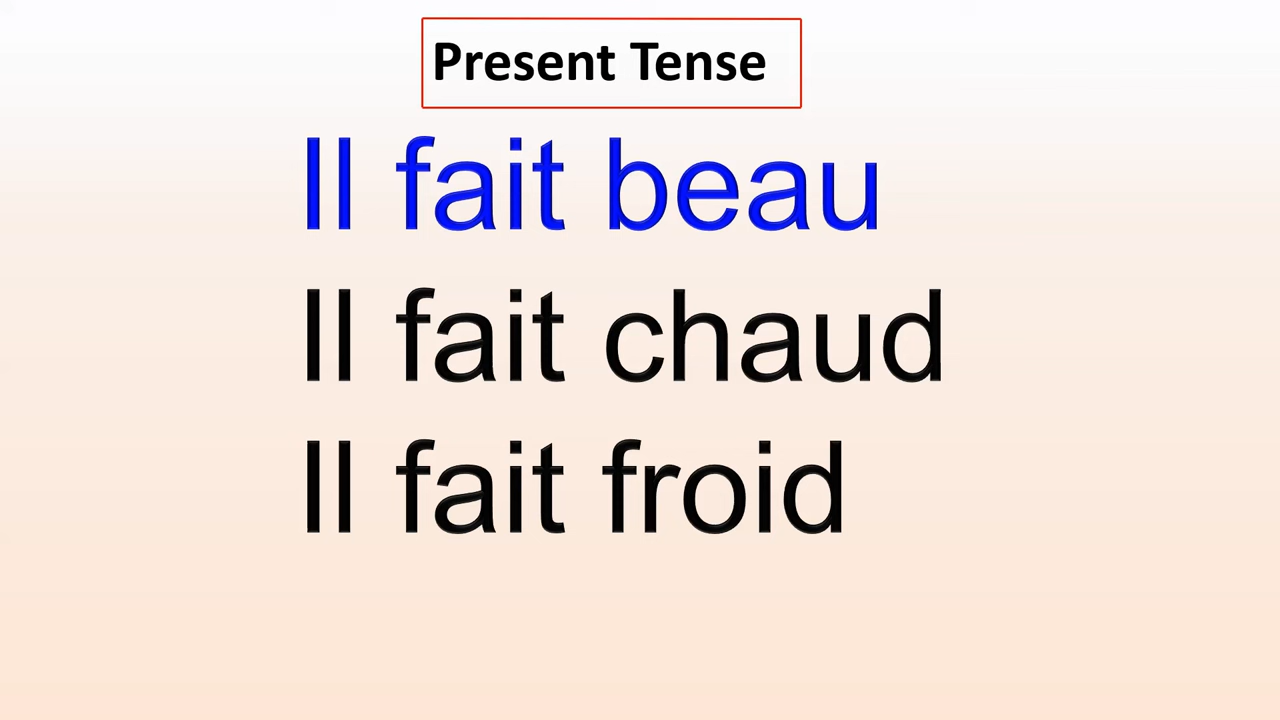 Present Tense
Il fait beau
Il fait chaud
Il fait froid